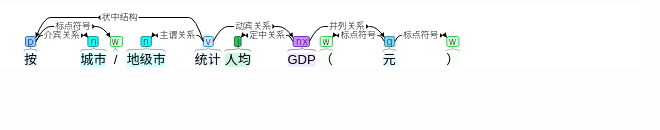 状中结构
标点符号 动宾关系 并列关系
介宾关系 主谓关系 定中关系 标点符号 标点符号
p n w n v j nx w q w
按 城市 / 地级市 统计 人均 GDP （ 元 ）